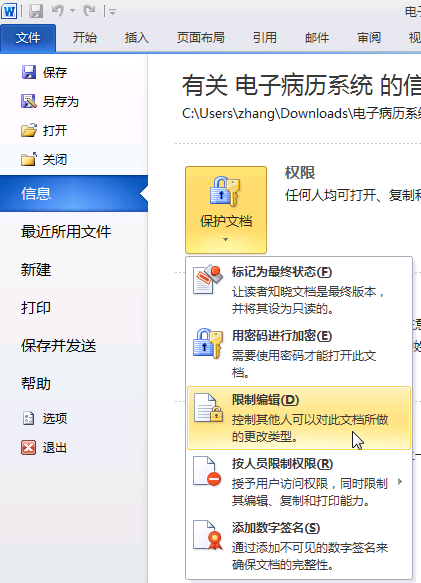 电子
文件 开始 插入 页面布局 引用 邮件 审阅 视
保存
另存为
打开
关闭
信息
最近所用文件
新建
打印
保存并发送
帮助
选项
退出
有关 电子病历系统 的信
C:\Users\zhang\Downloads\电子病历系统
权限
任何人均可打开、复制和
保护文档
标记为最终状态(F)
让读者知晓文档是最终版本，
并将其设为只读的。
用密码进行加密(E)
需要使用密码才能打开此文
档。
限制编辑(D)
控制其他人可以对此文档所做
的更改类型。
按人员限制权限(R)
授予用户访问权限，同时限制
其编辑、复制和打印能力。
添加数字签名(S)
通过添加不可见的数字签名来
确保文档的完整性。